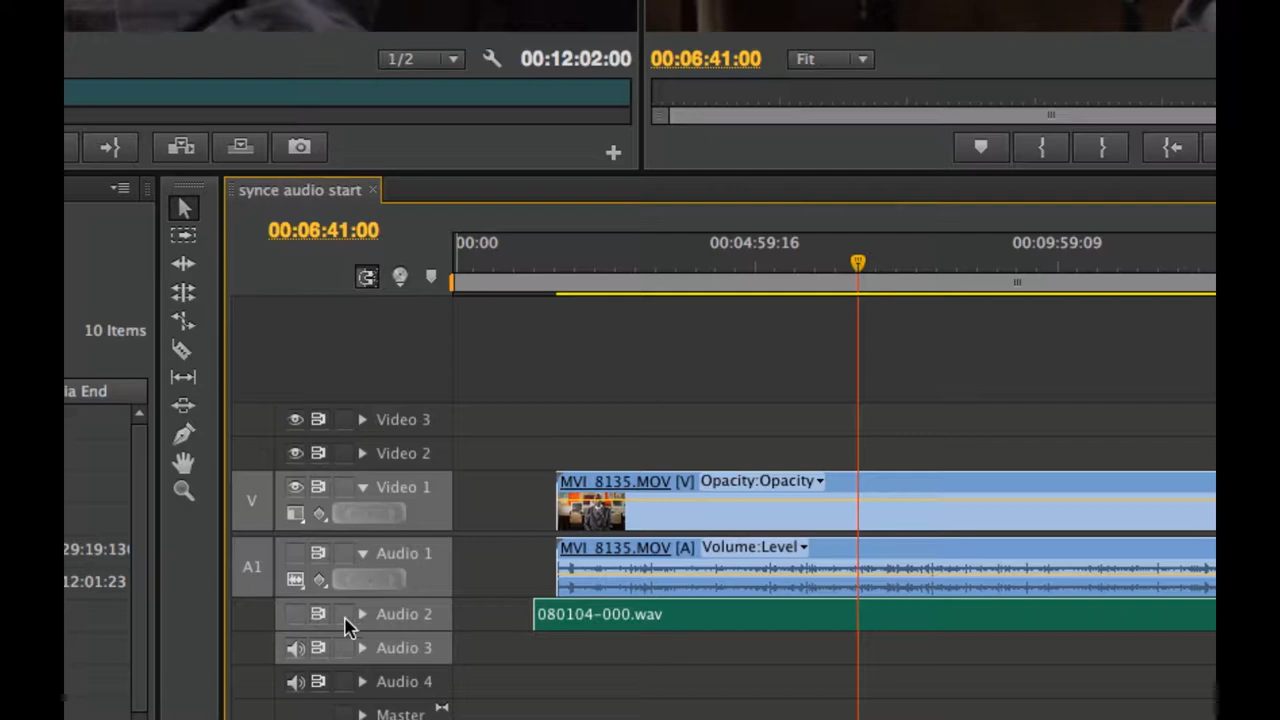 1/2
00:12:02:00
00:06:41:00
Fit
synce audio start
00:06:41:00
00:00
00:04:59:16
00:09:59:09
10 Items
ia End
Video 3
Video 2
V
Video 1
MVI_8135.MOV [V] Opacity:Opacity
A1
Audio 1
MVI_8135.MOV [A] Volume:Level
29:19:130
12:01:23
Audio 2
080104-000.wav
Audio 3
Audio 4
Master